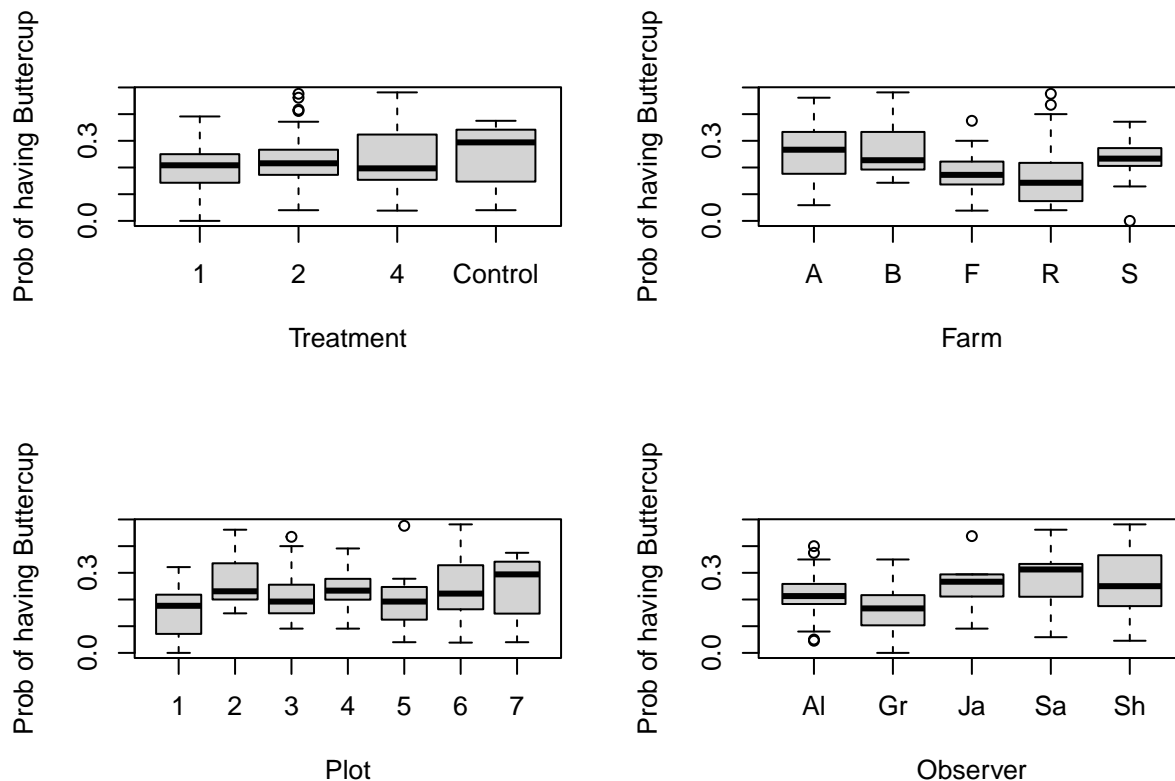 Prob of having Buttercup
0.3
0.0
1 2 4 Control
Treatment
Prob of having Buttercup
0.3
0.0
A B F R S
Farm
Prob of having Buttercup
0.3
0.0
1 2 3 4 5 6 7
Plot
Prob of having Buttercup
0.3
0.0
Al Gr Ja Sa Sh
Observer